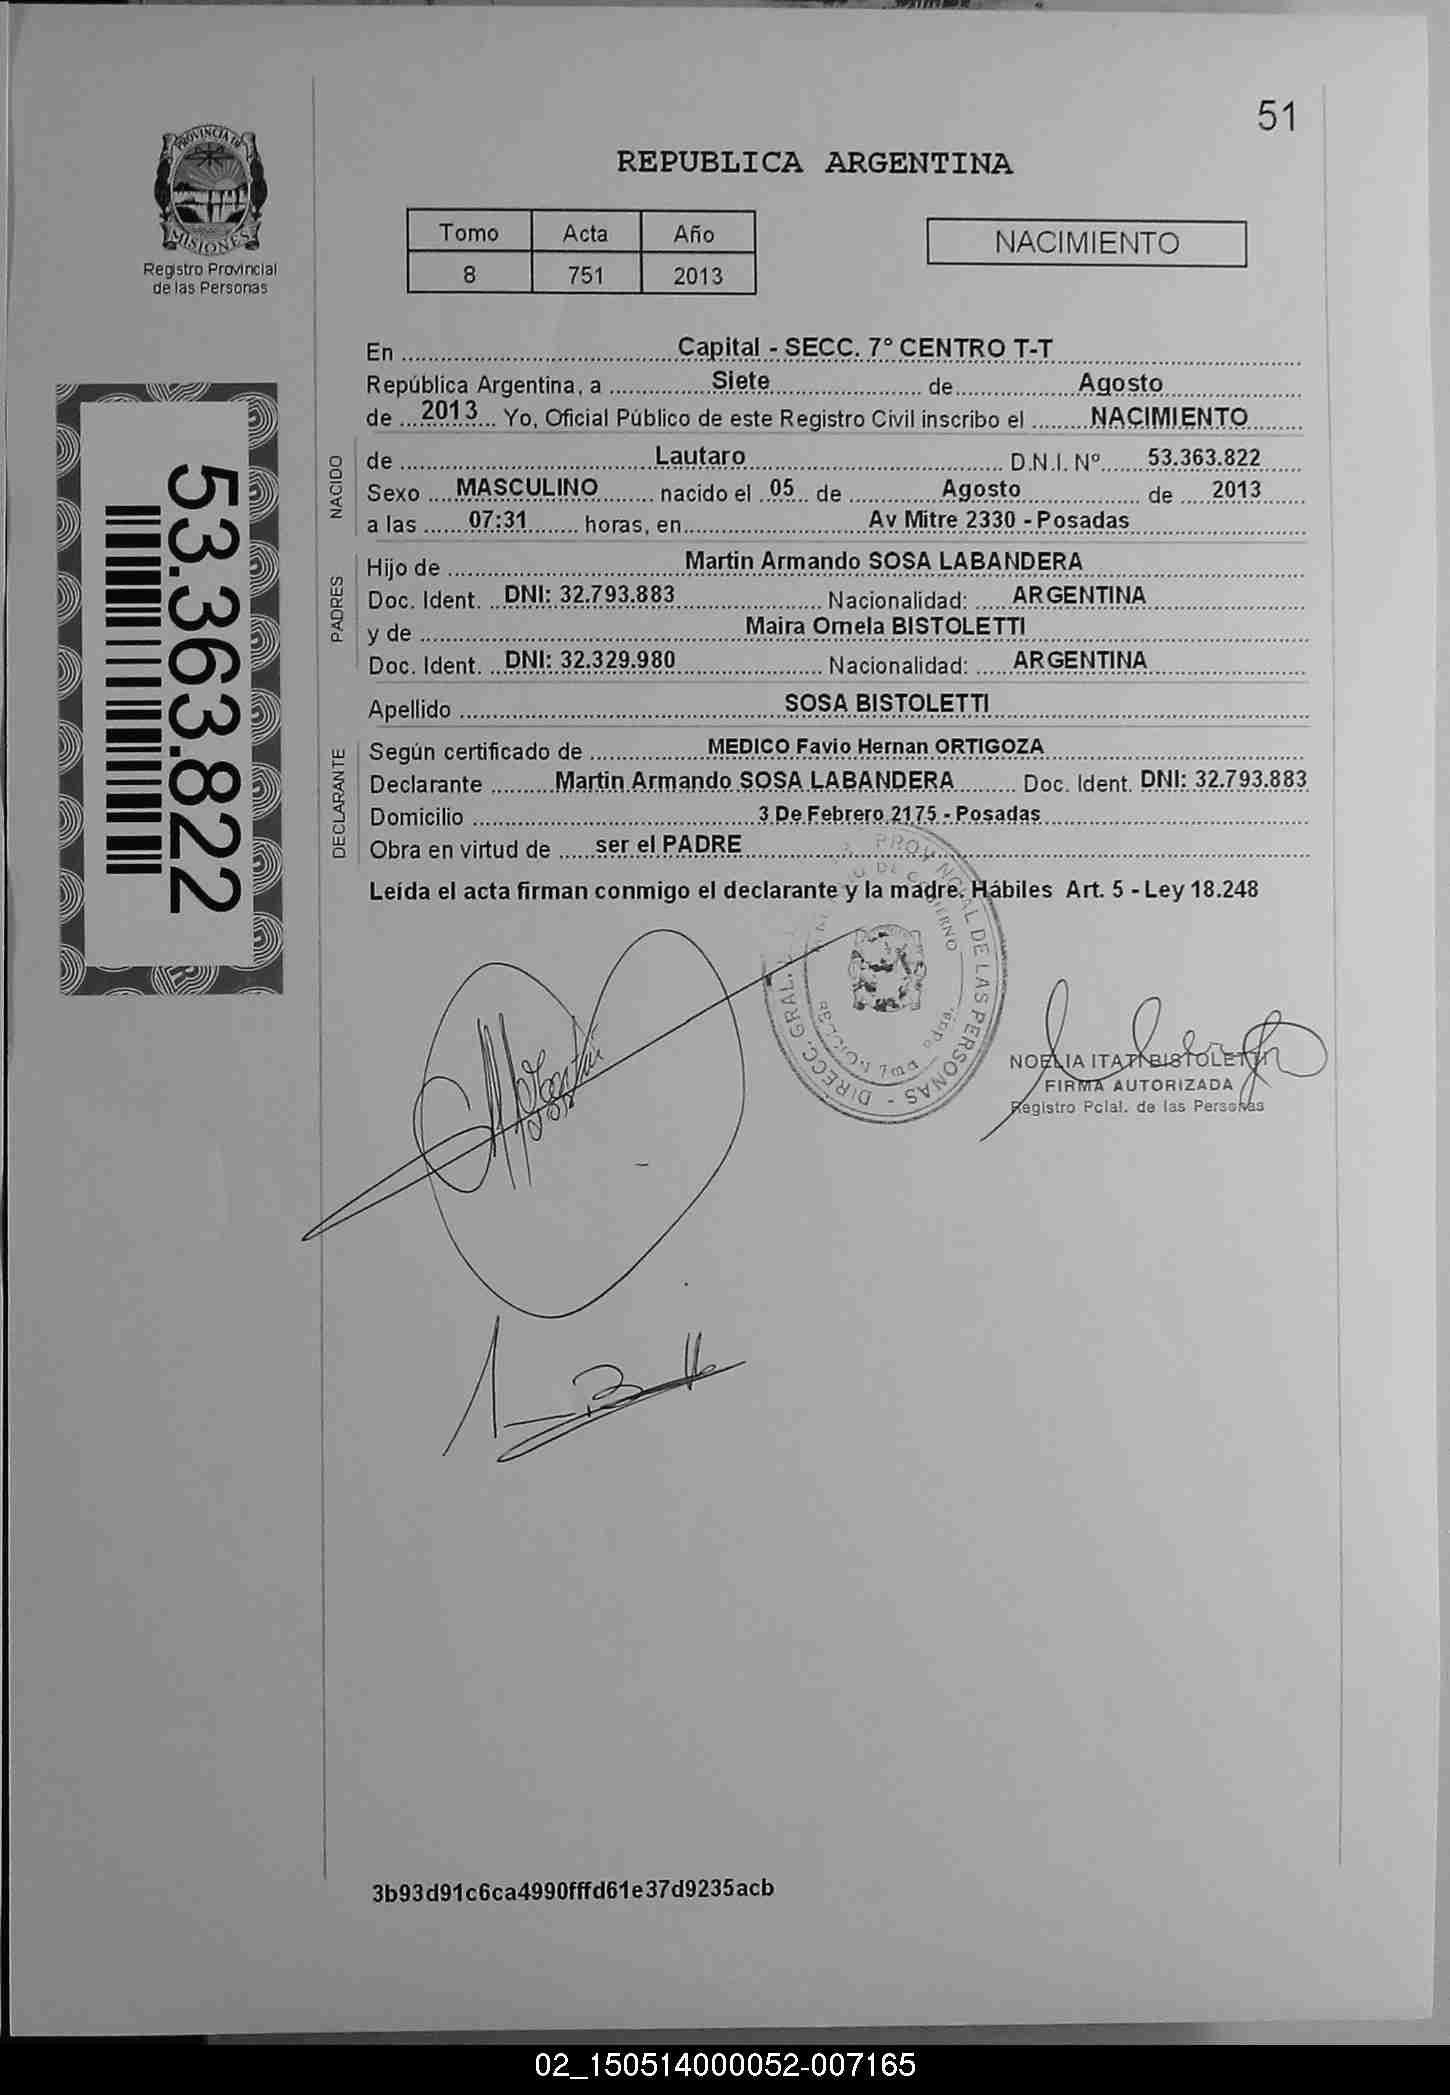 51
REPUBLICA ARGENTINA
PROVINCIA DE
MISIONES
Registro Provincial
de las Personas
Tomo Acta Año
8 751 2013
NACIMIENTO
En Capital - SECC. 7° CENTRO T-T
República Argentina, a Siete de Agosto
de 2013 Yo, Oficial Público de este Registro Civil inscribo el NACIMIENTO
NACIDO
de Lautaro D.N.I. Nº 53.363.822
Sexo MASCULINO nacido el 05 de Agosto de 2013
a las 07:31 horas, en Av Mitre 2330 - Posadas
PADRES
Hijo de Martin Armando SOSA LABANDERA
Doc. Ident. DNI: 32.793.883 Nacionalidad: ARGENTINA
y de Maira Ornela BISTOLETTI
Doc. Ident. DNI: 32.329.980 Nacionalidad: ARGENTINA
Apellido SOSA BISTOLETTI
DECLARANTE
Según certificado de MEDICO Favio Hernan ORTIGOZA
Declarante Martin Armando SOSA LABANDERA Doc. Ident. DNI: 32.793.883
Domicilio 3 De Febrero 2175 - Posadas
Obra en virtud de ser el PADRE
Leída el acta firman conmigo el declarante y la madre. Hábiles Art. 5 - Ley 18.248
53.363.822
DIRECC. GRAL. PROVINCIAL DE LAS PERSONAS
NOELIA ITATI BISTOLETTI
FIRMA AUTORIZADA
Registro Pcial. de las Personas
3b93d91c6ca4990fffd61e37d9235acb
02_150514000052-007165